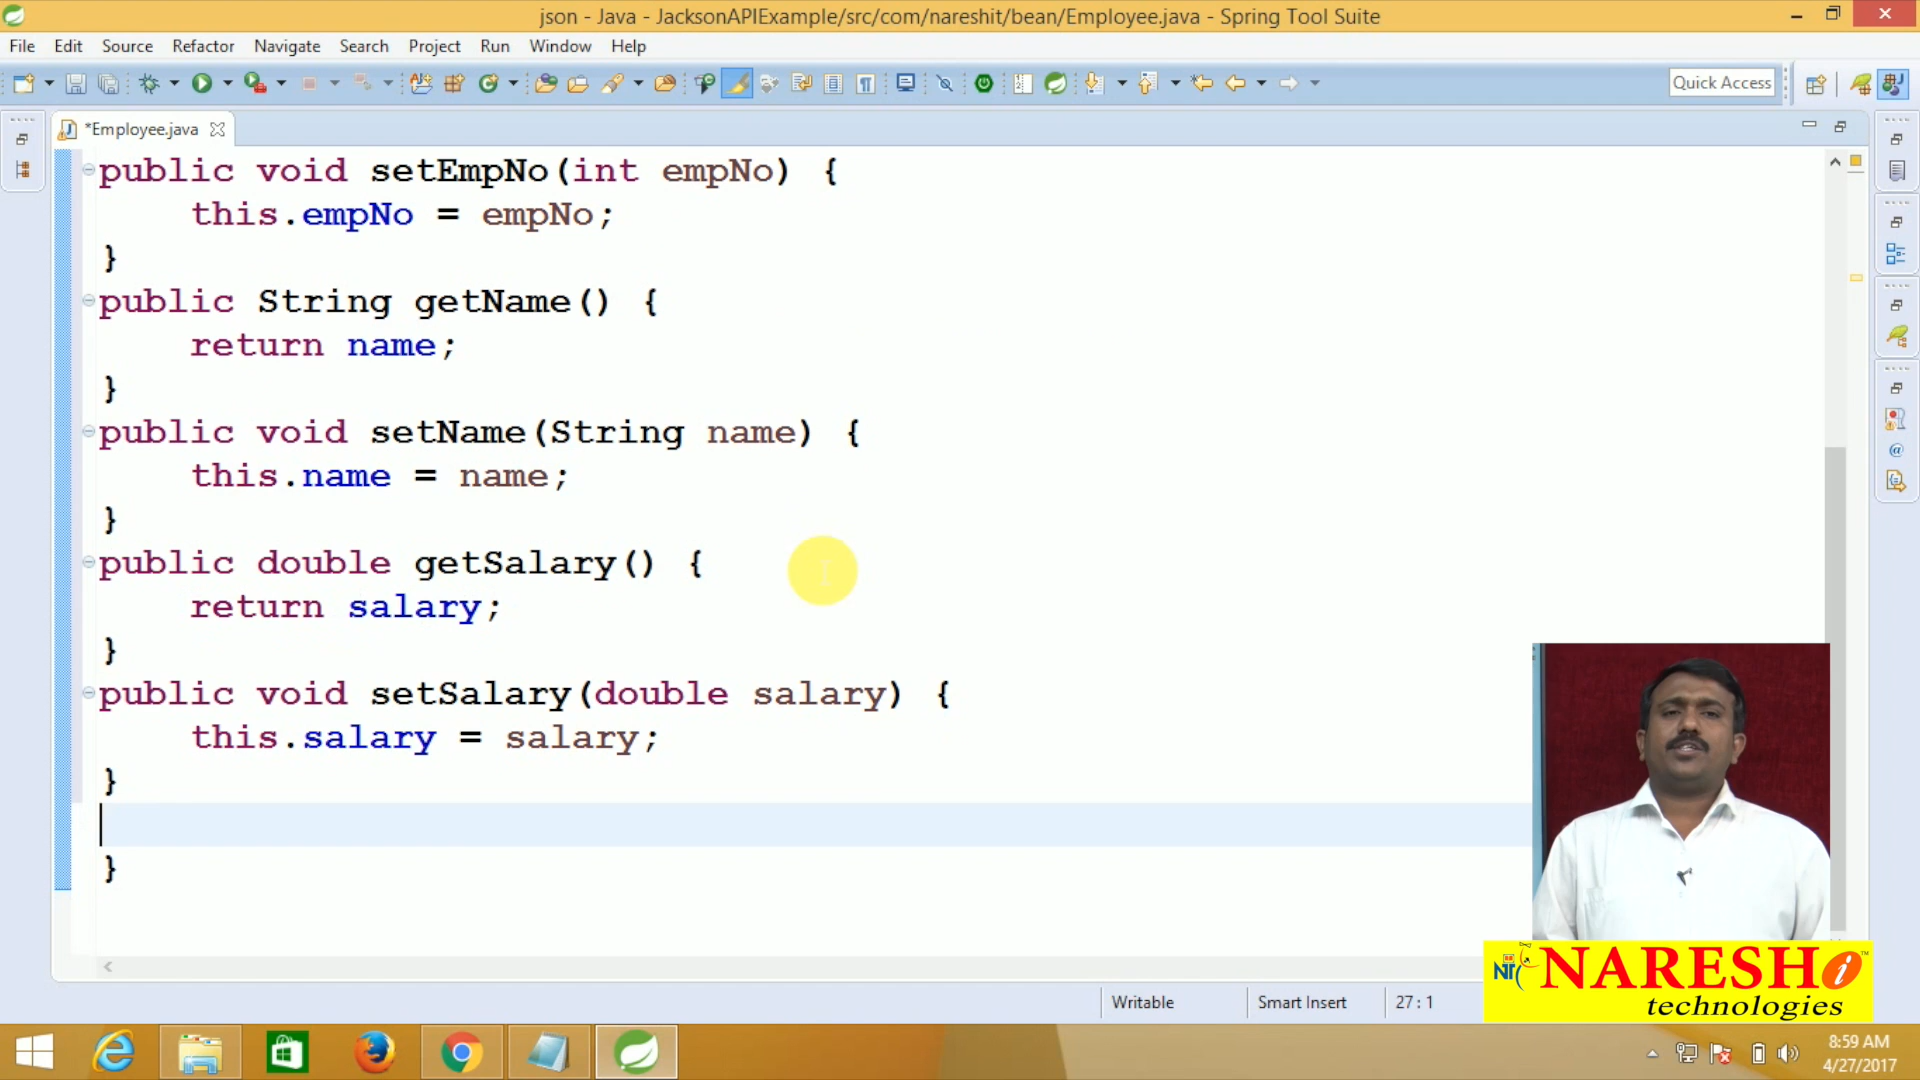 json - Java - JacksonAPIExample/src/com/nareshit/bean/Employee.java - Spring Tool Suite
File Edit Source Refactor Navigate Search Project Run Window Help
Quick Access
*Employee.java
public void setEmpNo(int empNo) {
this.empNo = empNo;
}
public String getName() {
return name;
}
public void setName(String name) {
this.name = name;
}
public double getSalary() {
return salary;
}
public void setSalary(double salary) {
this.salary = salary;
}
}
Writable Smart Insert 27 : 1
NARESH i
technologies
8:59 AM
4/27/2017